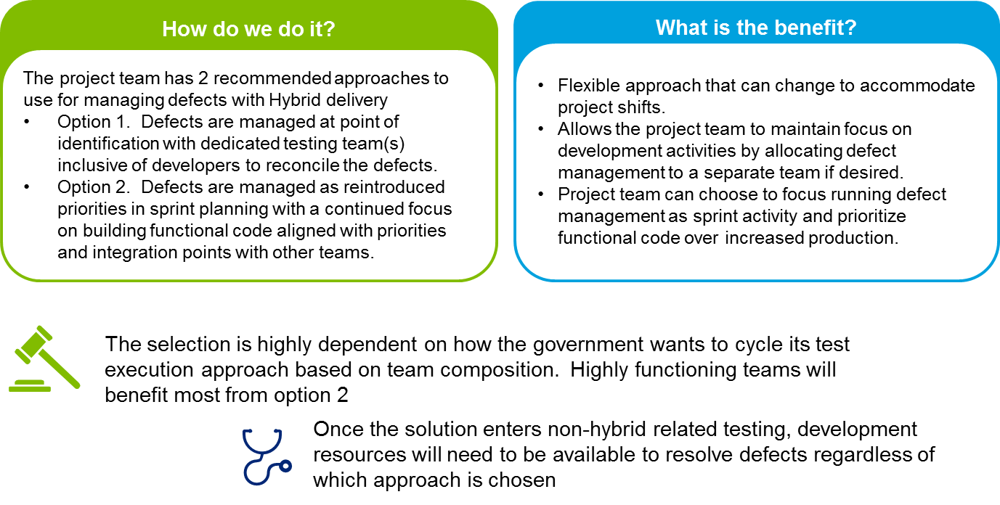 How do we do it?
The project team has 2 recommended approaches to
use for managing defects with Hybrid delivery
• Option 1.  Defects are managed at point of
identification with dedicated testing team(s)
inclusive of developers to reconcile the defects.
• Option 2.  Defects are managed as reintroduced
priorities in sprint planning with a continued focus
on building functional code aligned with priorities
and integration points with other teams.
What is the benefit?
• Flexible approach that can change to accommodate
project shifts.
• Allows the project team to maintain focus on
development activities by allocating defect
management to a separate team if desired.
• Project team can choose to focus running defect
management as sprint activity and prioritize
functional code over increased production.
The selection is highly dependent on how the government wants to cycle its test
execution approach based on team composition.  Highly functioning teams will
benefit most from option 2
Once the solution enters non-hybrid related testing, development
resources will need to be available to resolve defects regardless of
which approach is chosen